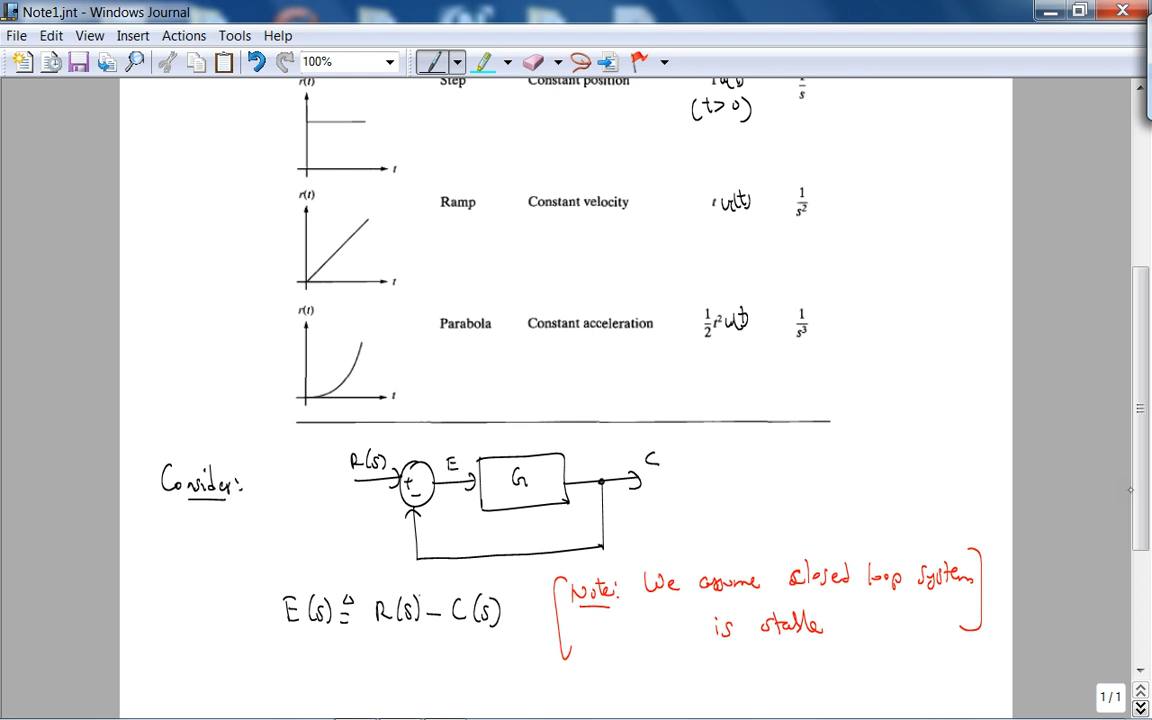 Note1.jnt - Windows Journal
File Edit View Insert Actions Tools Help
100%
r(t) Step Constant position 1 u(t) 1/s
(t>0)
t
r(t)
Ramp Constant velocity t u(t) 1/s²
t
r(t)
Parabola Constant acceleration 1/2 t² u(t) 1/s³
t
Consider: R(s) + - E G C
E(s) ≜ R(s) - C(s)
[Note: We assume closed loop system
is stable]
1/1